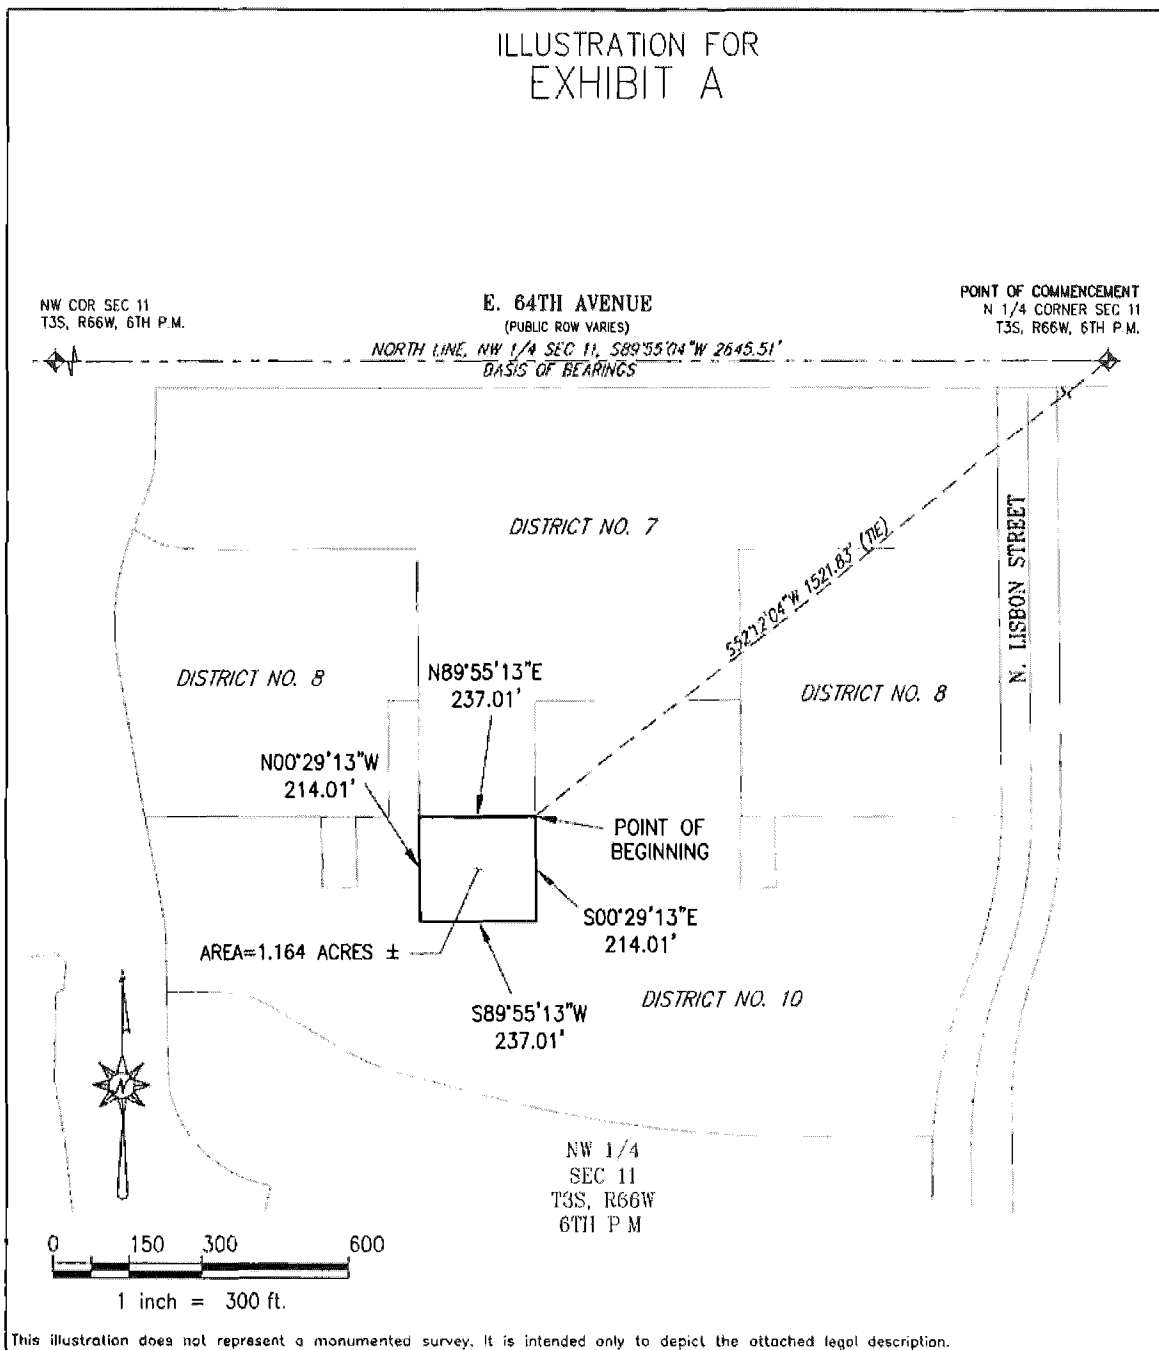 ILLUSTRATION FOR
EXHIBIT A
NW COR SEC 11
T3S, R66W, 6TH P.M.
E. 64TH AVENUE
(PUBLIC ROW VARIES)
POINT OF COMMENCEMENT
N 1/4 CORNER SEC 11
T3S, R66W, 6TH P.M.
NORTH LINE, NW 1/4 SEC 11, S89°55'04"W 2645.51'
BASIS OF BEARINGS
DISTRICT NO. 7
S52°12'04"W 1521.83' (TIE)
N. LISBON STREET
DISTRICT NO. 8
N89°55'13"E
237.01'
DISTRICT NO. 8
N00°29'13"W
214.01'
POINT OF
BEGINNING
S00°29'13"E
214.01'
AREA=1.164 ACRES ±
S89°55'13"W
237.01'
DISTRICT NO. 10
N
NW 1/4
SEC 11
T3S, R66W
6TH P M
0 150 300 600
1 inch = 300 ft.
This illustration does not represent a monumented survey. It is intended only to depict the attached legal description.